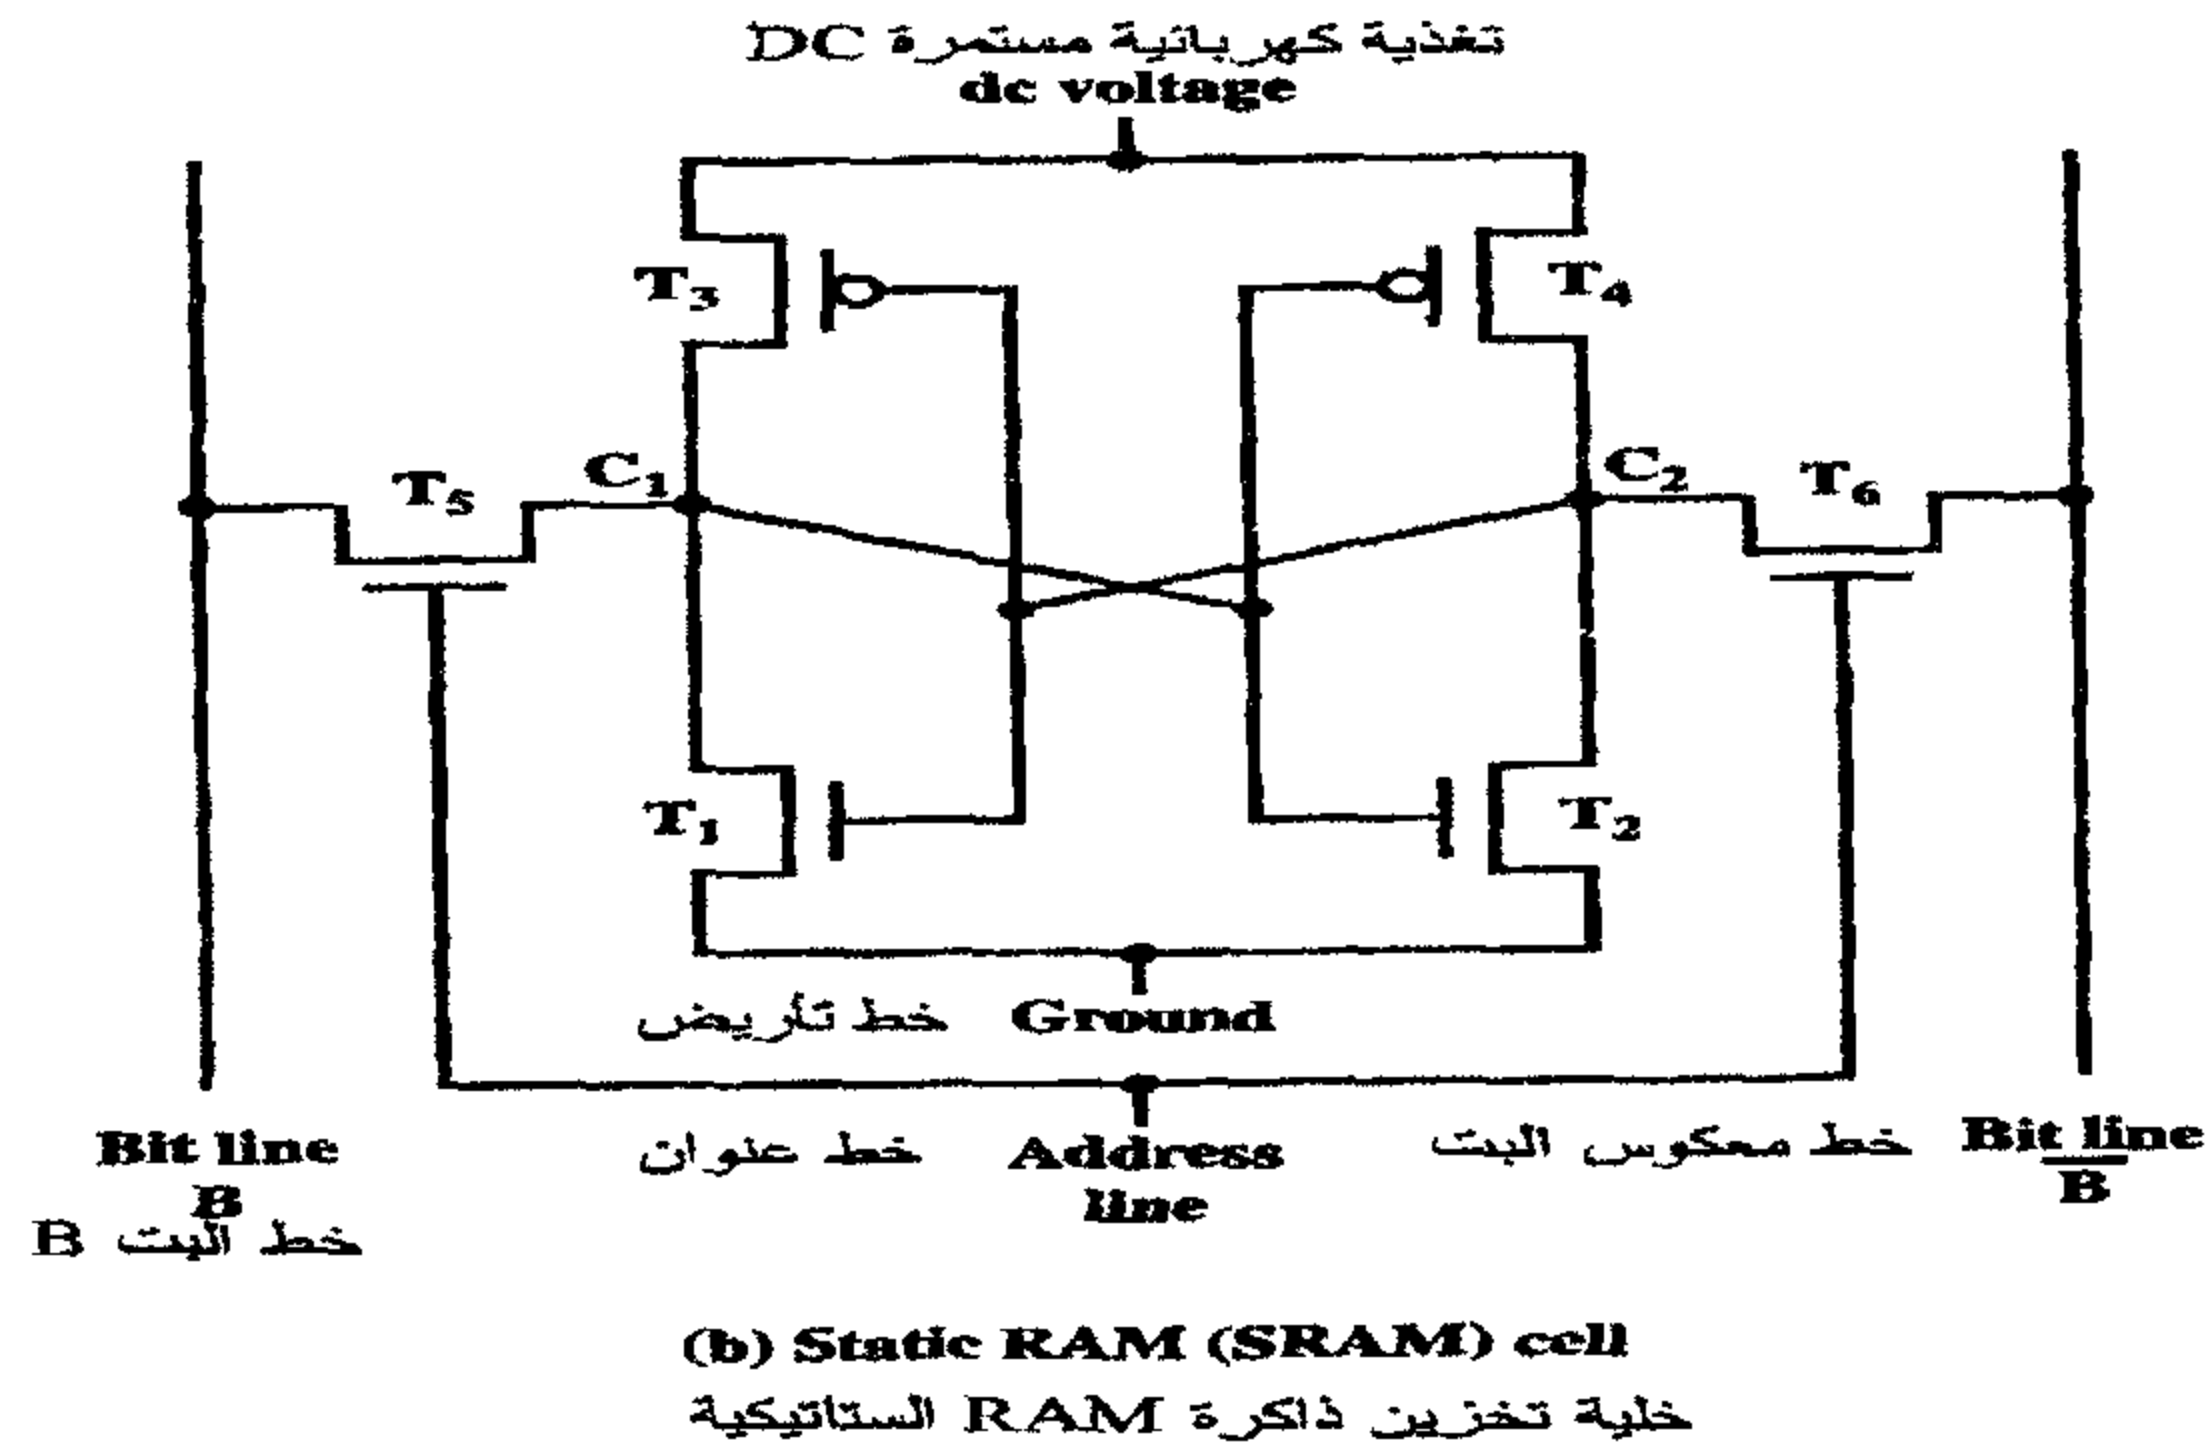 تغذية كهربائية مستمرة DC
dc voltage
T3
T4
T5
C1
C2
T6
T1
T2
خط تأريض Ground
Bit line
B
خط البت B
خط عنوان Address
line
خط معكوس البت
Bit line
B̅
(b) Static RAM (SRAM) cell
خلية تخزين ذاكرة RAM الستاتيكية